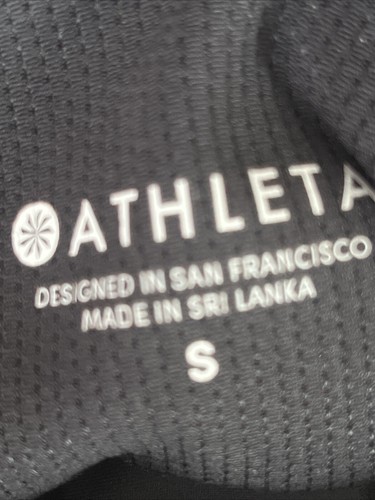 ATHLETA
DESIGNED IN SAN FRANCISCO
MADE IN SRI LANKA
S